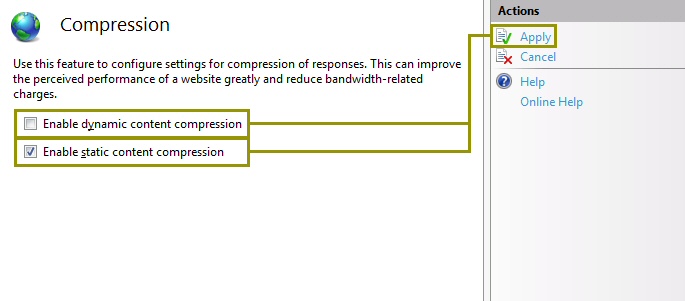 Compression
Use this feature to configure settings for compression of responses. This can improve
the perceived performance of a website greatly and reduce bandwidth-related
charges.
Enable dynamic content compression
Enable static content compression
Actions
Apply
Cancel
Help
Online Help